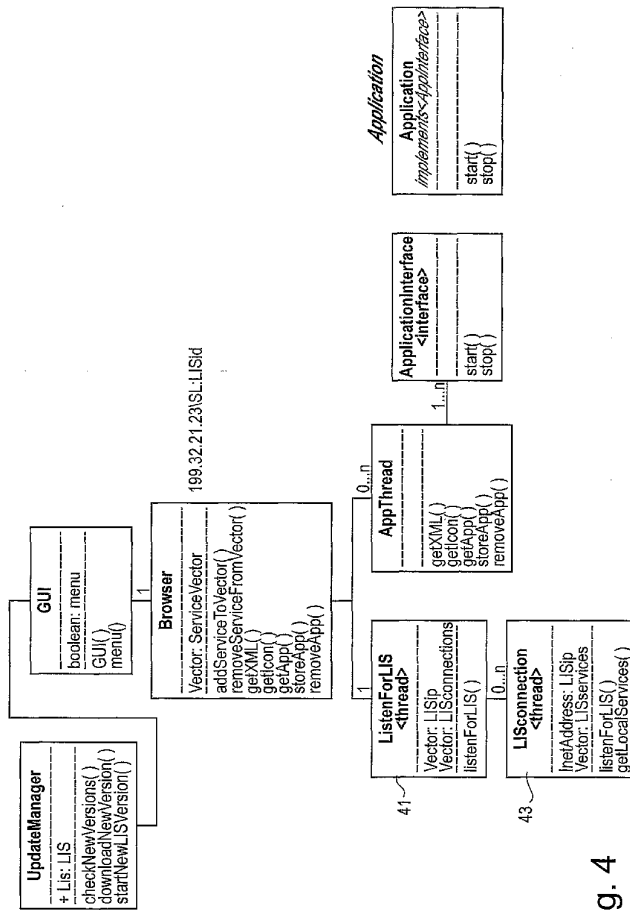 UpdateManager
+ Lis: LIS
checkNewVersions( )
downloadNewVersion( )
startNewLISVersion( )
GUI
boolean: menu
GUI( )
menu()
1
Browser
Vector: ServiceVector
addServiceToVector( )
removeServiceFromVector( )
getXML( )
getIcon( )
getApp( )
storeApp( )
removeApp( )
199.32.21.23\SL:LISid
1
ListenForLIS
<thread>
Vector: LISip
Vector: LISconnections
listenForLIS( )
41
0...n
LISconnection
<thread>
InetAddress: LISip
Vector: LISservices
listenForLIS( )
getLocalServices( )
43
0...n
AppThread
getXML( )
getIcon( )
getApp( )
storeApp( )
removeApp( )
1...n
ApplicationInterface
<interface>
start( )
stop( )
Application
Application
implements<AppInterface>
start( )
stop( )
g. 4